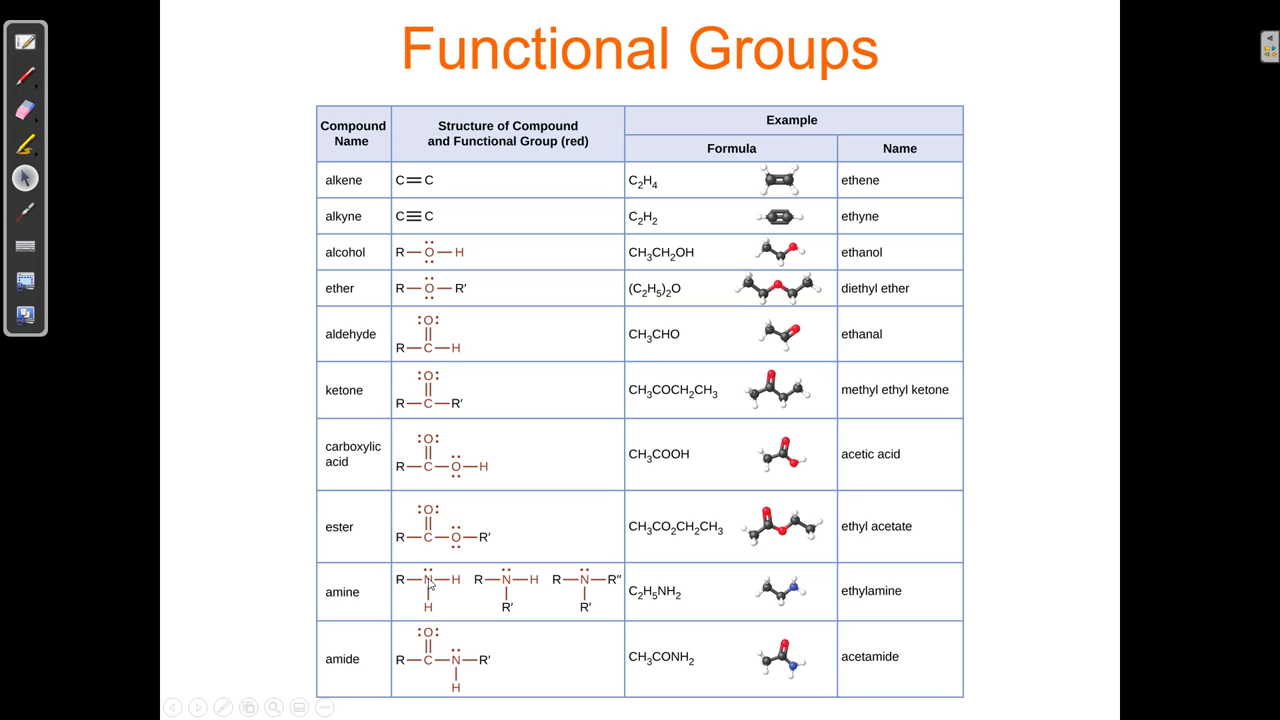 Functional Groups
Compound Name
Structure of Compound and Functional Group (red)
Example
Formula
Name
alkene
C=C
C₂H₄
ethene
alkyne
C≡C
C₂H₂
ethyne
alcohol
R—O—H
CH₃CH₂OH
ethanol
ether
R—O—R′
(C₂H₅)₂O
diethyl ether
aldehyde
O
R—C—H
CH₃CHO
ethanal
ketone
O
R—C—R′
CH₃COCH₂CH₃
methyl ethyl ketone
carboxylic acid
O
R—C—O—H
CH₃COOH
acetic acid
ester
O
R—C—O—R′
CH₃CO₂CH₂CH₃
ethyl acetate
amine
R—N—H R—N—H R—N—R″
H R′ R′
C₂H₅NH₂
ethylamine
amide
O
R—C—N—R′
H
CH₃CONH₂
acetamide